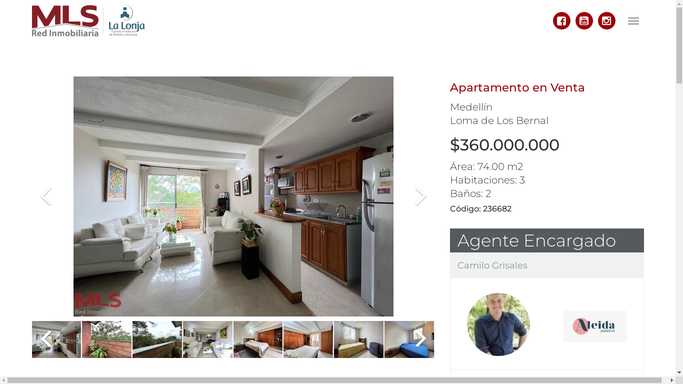 MLS
Red Inmobiliaria
La Lonja
Apartamento en Venta
Medellín
Loma de Los Bernal
$360.000.000
Área: 74.00 m2
Habitaciones: 3
Baños: 2
Código: 236682
Agente Encargado
Camilo Grisales
MLS
Red Inmobiliaria
Aleida